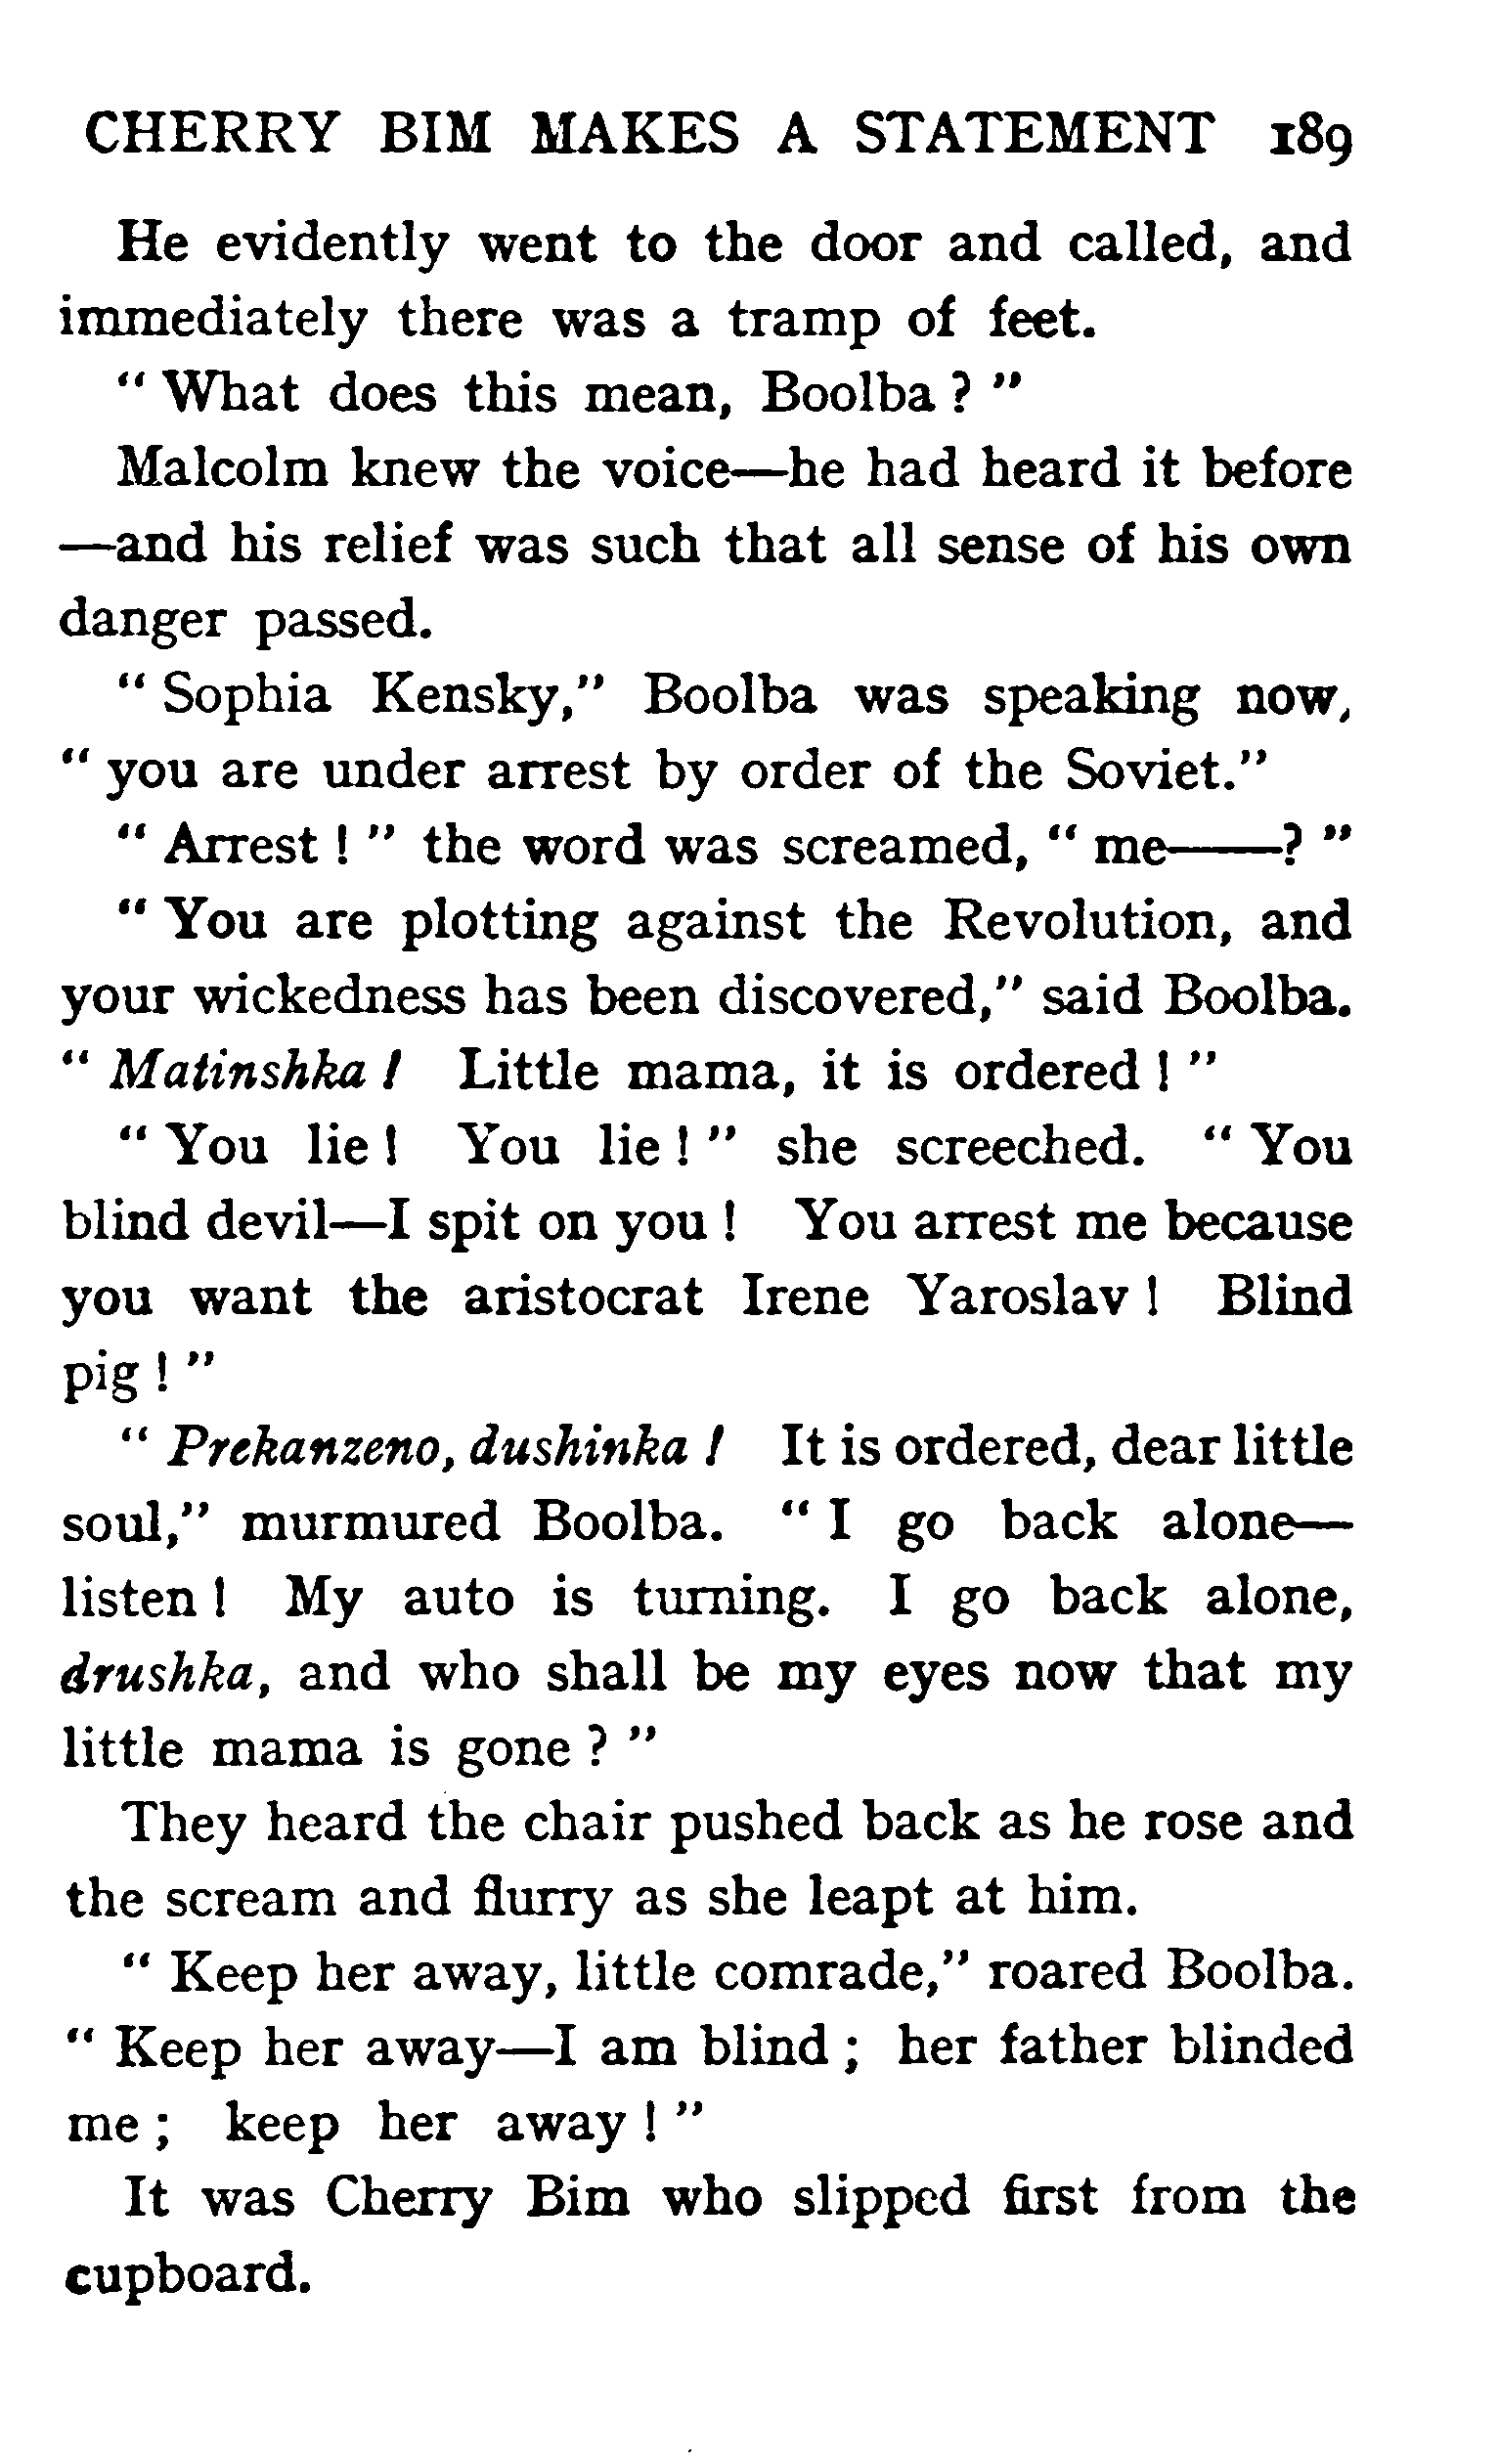 CHERRY BIM MAKES A STATEMENT 189
He evidently went to the door and called, and
immediately there was a tramp of feet.
“ What does this mean, Boolba ? ”
Malcolm knew the voice—he had heard it before
—and his relief was such that all sense of his own
danger passed.
“ Sophia Kensky,” Boolba was speaking now,
“ you are under arrest by order of the Soviet.”
“ Arrest ! ” the word was screamed, “ me——? ”
“ You are plotting against the Revolution, and
your wickedness has been discovered,” said Boolba.
“ Matinshka ! Little mama, it is ordered ! ”
“ You lie ! You lie ! ” she screeched. “ You
blind devil—I spit on you ! You arrest me because
you want the aristocrat Irene Yaroslav ! Blind
pig ! ”
“ Prekanzeno, dushinka ! It is ordered, dear little
soul,” murmured Boolba. “ I go back alone—
listen ! My auto is turning. I go back alone,
drushka, and who shall be my eyes now that my
little mama is gone ? ”
They heard the chair pushed back as he rose and
the scream and flurry as she leapt at him.
“ Keep her away, little comrade,” roared Boolba.
“ Keep her away—I am blind ; her father blinded
me ; keep her away ! ”
It was Cherry Bim who slipped first from the
cupboard.